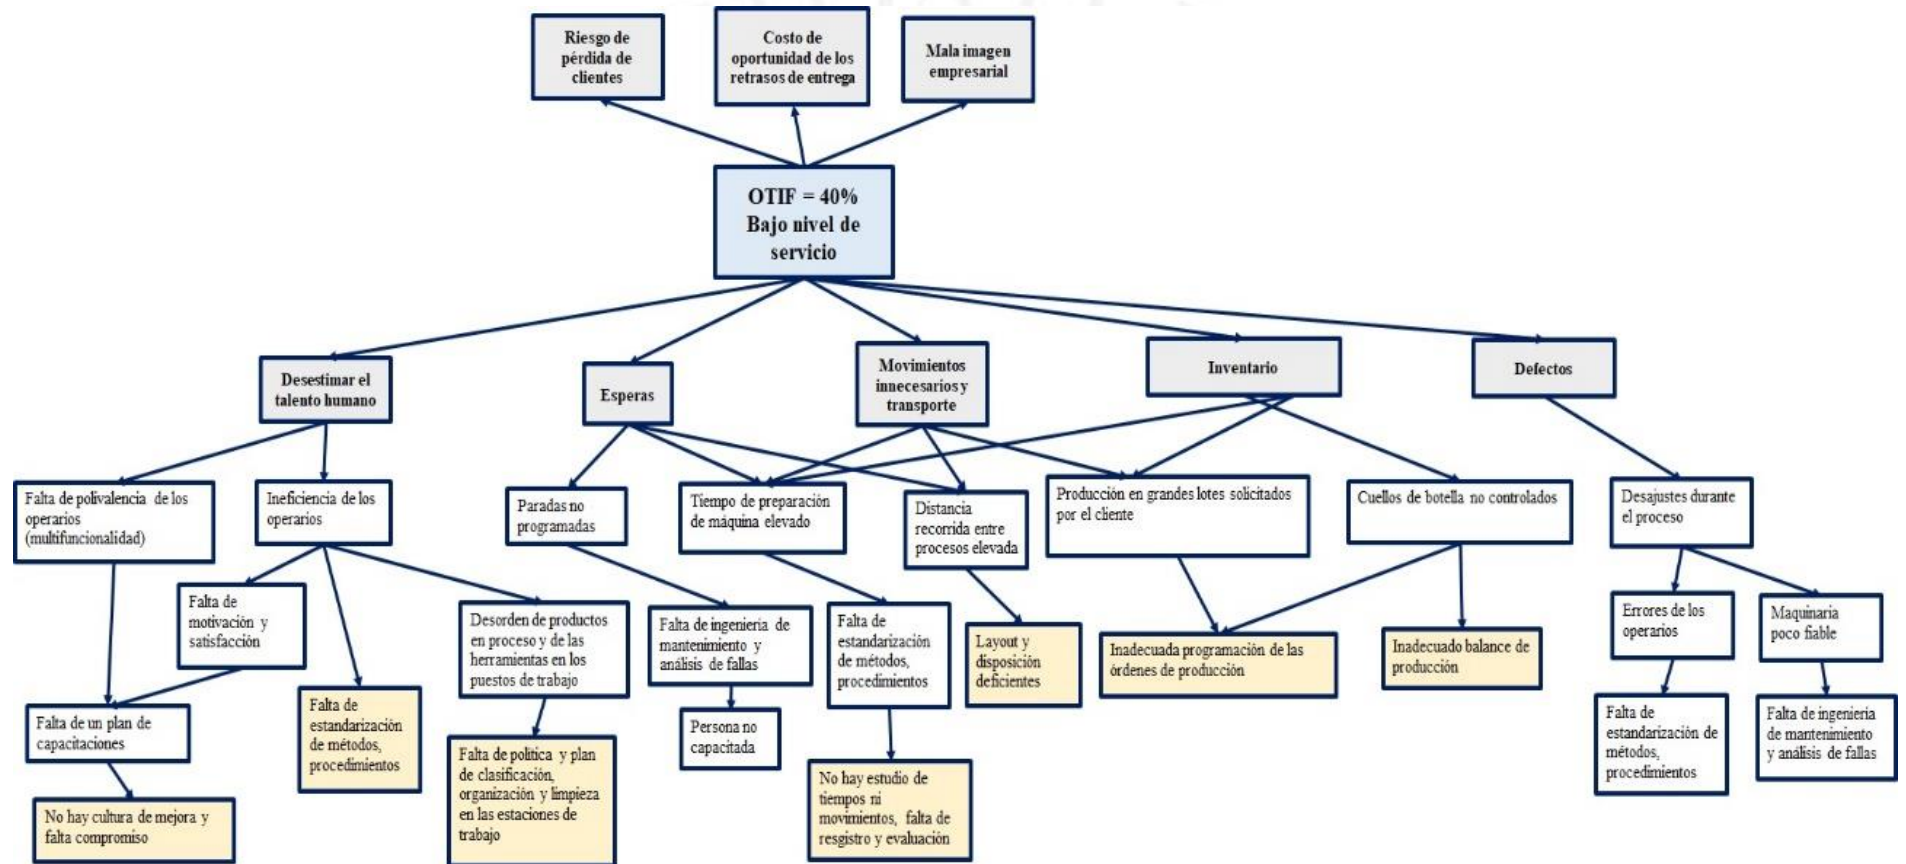 Riesgo de
pérdida de
clientes
Costo de
oportunidad de los
retrasos de entrega
Mala imagen
empresarial
OTIF = 40%
Bajo nivel de
servicio
Desestimar el
talento humano
Esperas
Movimientos
innecesarios y
transporte
Inventario
Defectos
Falta de polivalencia de los
operarios
(multifuncionalidad)
Ineficiencia de los
operarios
Paradas no
programadas
Tiempo de preparación
de máquina elevado
Distancia
recorrida entre
procesos elevada
Producción en grandes lotes solicitados
por el cliente
Cuellos de botella no controlados
Desajustes durante
el proceso
Falta de
motivación y
satisfacción
Desorden de productos
en proceso y de las
herramientas en los
puestos de trabajo
Falta de ingeniería de
mantenimiento y
análisis de fallas
Falta de
estandarización
de métodos,
procedimientos
Layout y
disposición
deficientes
Inadecuada programación de las
órdenes de producción
Inadecuado balance de
producción
Errores de los
operarios
Maquinaria
poco fiable
Falta de un plan de
capacitaciones
Falta de
estandarización
de métodos,
procedimientos
Falta de política y plan
de clasificación,
organización y limpieza
en las estaciones de
trabajo
Persona no
capacitada
No hay estudio de
tiempos ni
movimientos, falta de
resgistro y evaluación
Falta de
estandarización de
métodos,
procedimientos
Falta de ingeniería
de mantenimiento
y análisis de fallas
No hay cultura de mejora y
falta compromiso